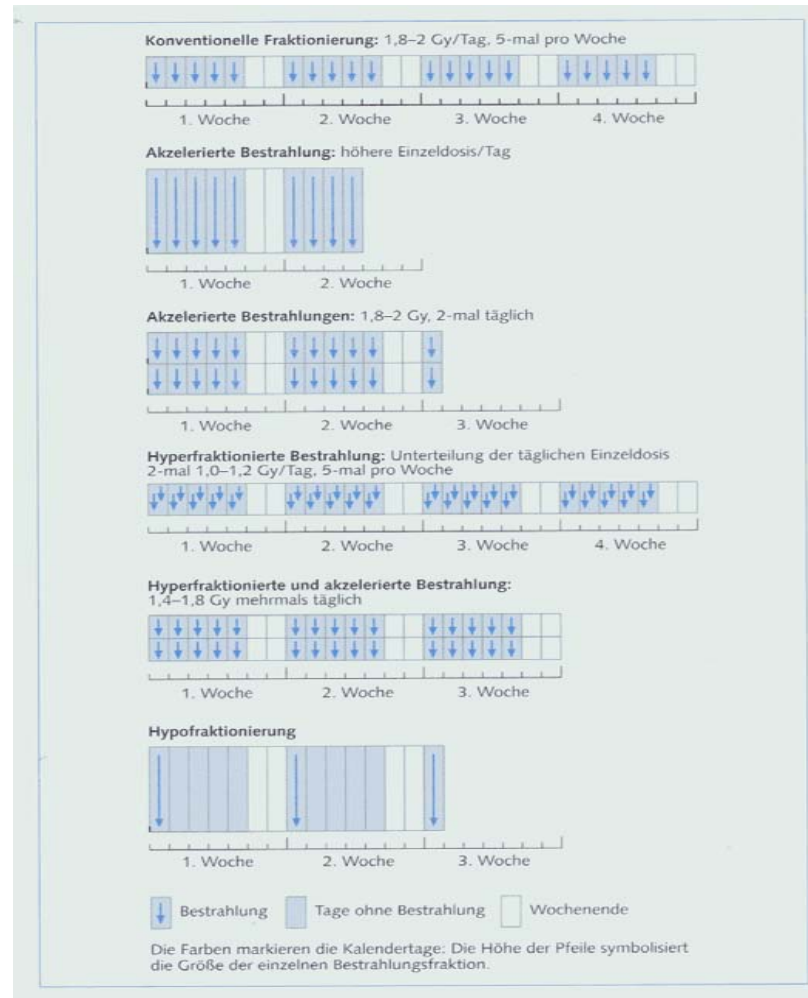 Konventionelle Fraktionierung: 1,8–2 Gy/Tag, 5-mal pro Woche
1. Woche 2. Woche 3. Woche 4. Woche
Akzelerierte Bestrahlung: höhere Einzeldosis/Tag
1. Woche 2. Woche
Akzelerierte Bestrahlungen: 1,8–2 Gy, 2-mal täglich
1. Woche 2. Woche 3. Woche
Hyperfraktionierte Bestrahlung: Unterteilung der täglichen Einzeldosis
2-mal 1,0–1,2 Gy/Tag, 5-mal pro Woche
1. Woche 2. Woche 3. Woche 4. Woche
Hyperfraktionierte und akzelerierte Bestrahlung:
1,4–1,8 Gy mehrmals täglich
1. Woche 2. Woche 3. Woche
Hypofraktionierung
1. Woche 2. Woche 3. Woche
Bestrahlung Tage ohne Bestrahlung Wochenende
Die Farben markieren die Kalendertage: Die Höhe der Pfeile symbolisiert
die Größe der einzelnen Bestrahlungsfraktion.